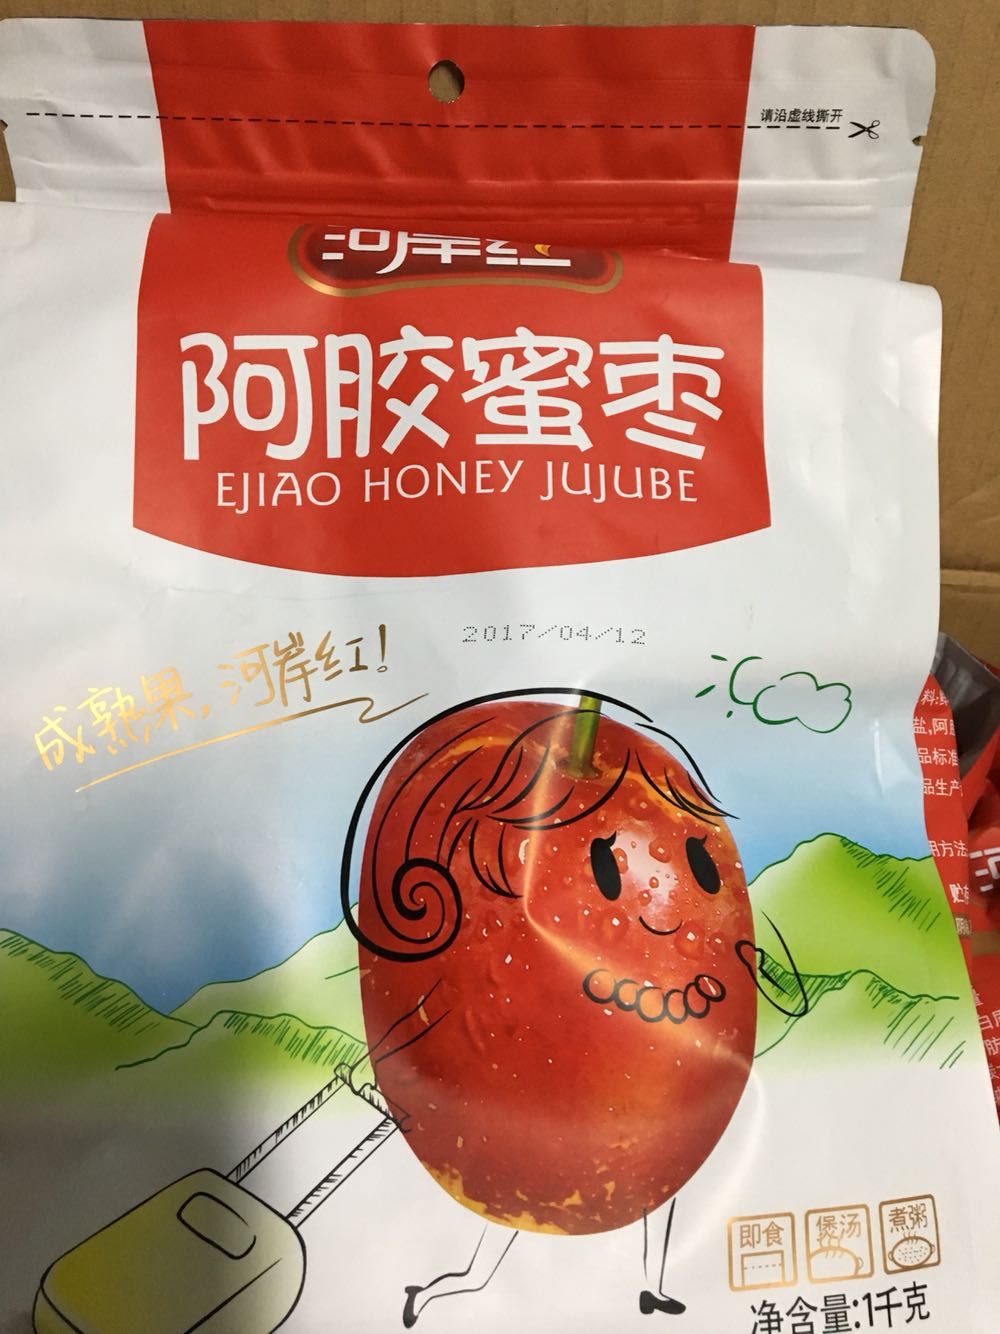 请沿虚线撕开
河岸红
阿胶蜜枣
EJIAO HONEY JUJUBE
2017/04/12
成熟果,河岸红!
料:
盐,阿胶
品标准
品生产
用方法
贮
即食
煲汤
煮粥
净含量:1千克